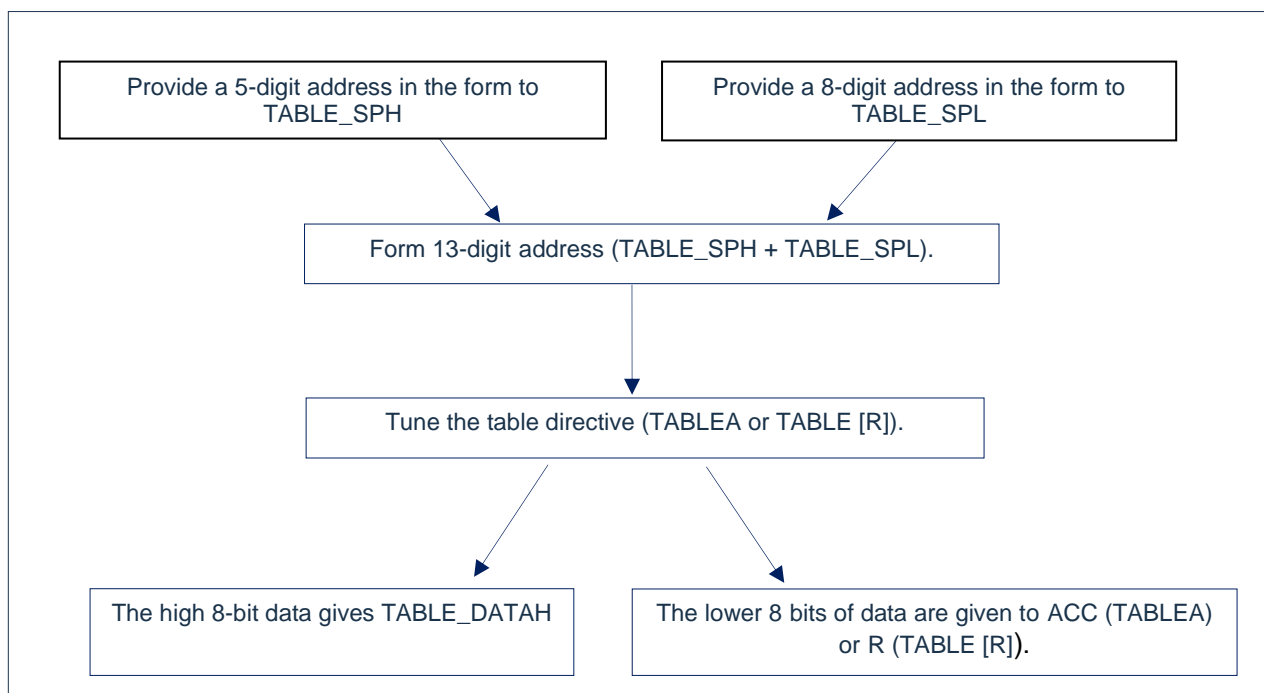 Provide a 5-digit address in the form to
TABLE_SPH
Provide a 8-digit address in the form to
TABLE_SPL
Form 13-digit address (TABLE_SPH + TABLE_SPL).
Tune the table directive (TABLEA or TABLE [R]).
The high 8-bit data gives TABLE_DATAH
The lower 8 bits of data are given to ACC (TABLEA)
or R (TABLE [R]).